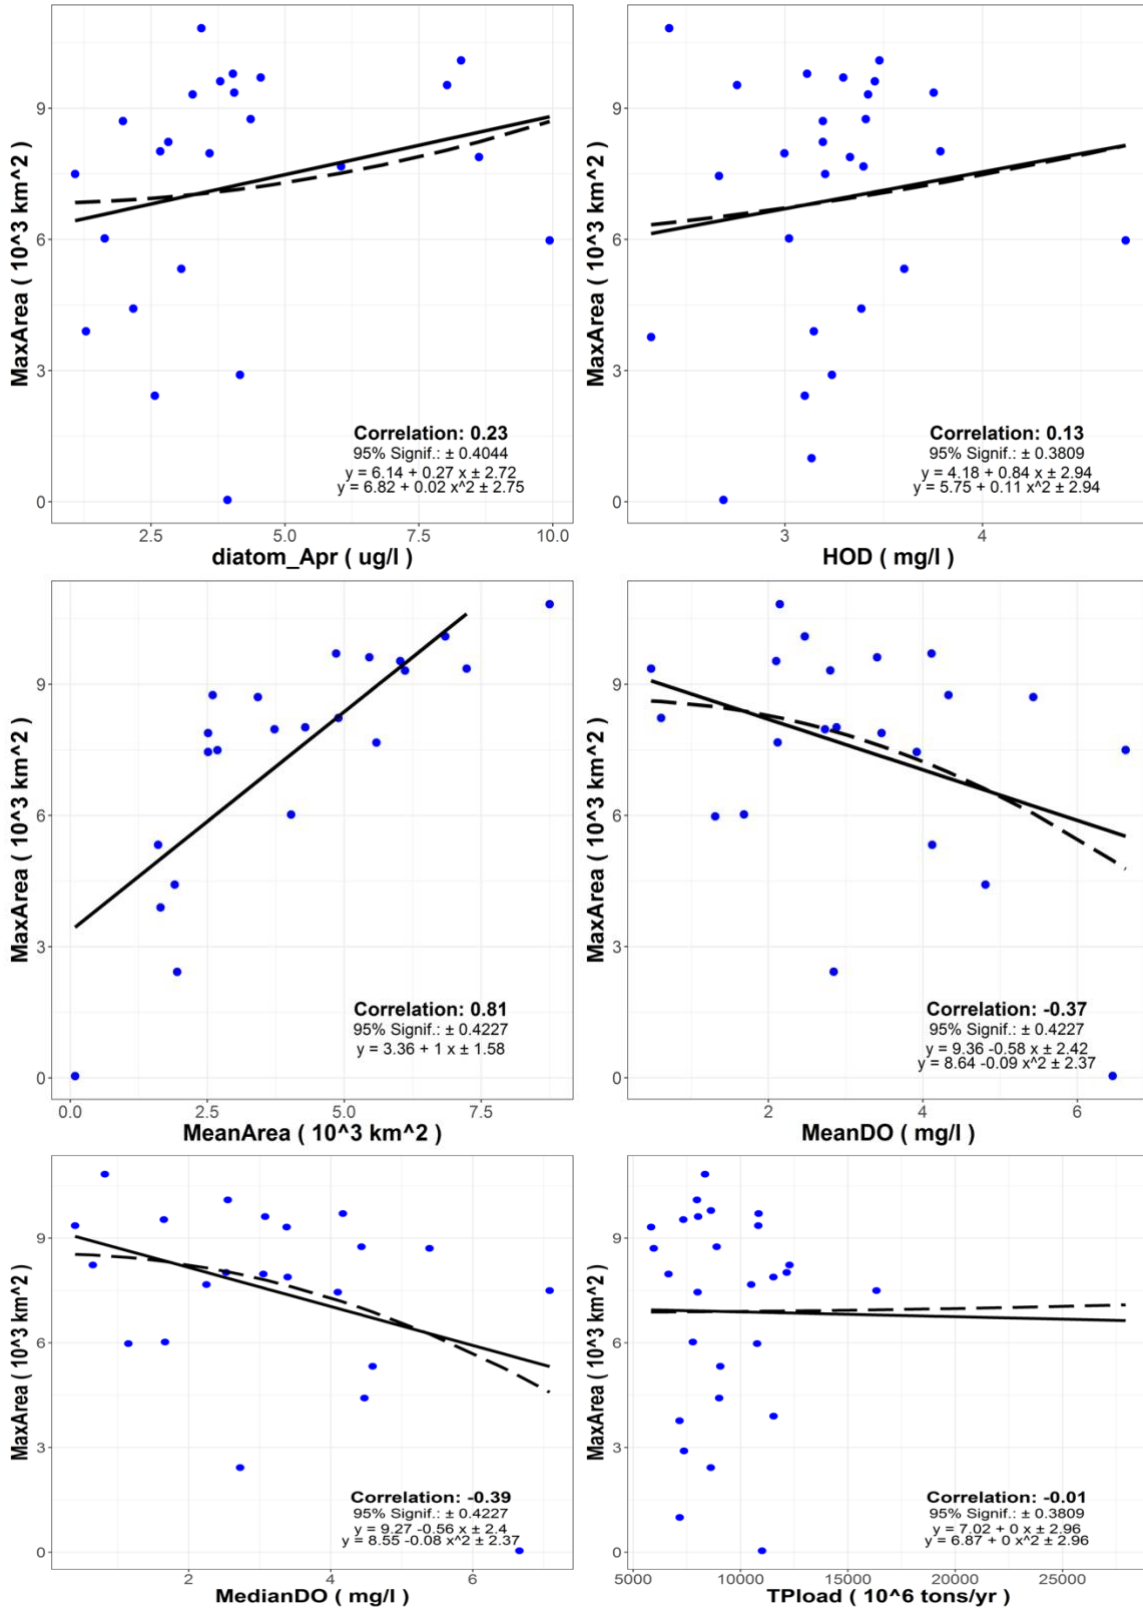 MaxArea ( 10^3 km^2 )
9
6
3
0
Correlation: 0.23
95% Signif.: ± 0.4044
y = 6.14 + 0.27 x ± 2.72
y = 6.82 + 0.02 x^2 ± 2.75
2.5 5.0 7.5 10.0
diatom_Apr ( ug/l )
MaxArea ( 10^3 km^2 )
9
6
3
0
Correlation: 0.13
95% Signif.: ± 0.3809
y = 4.18 + 0.84 x ± 2.94
y = 5.75 + 0.11 x^2 ± 2.94
3 4
HOD ( mg/l )
MaxArea ( 10^3 km^2 )
9
6
3
0
Correlation: 0.81
95% Signif.: ± 0.4227
y = 3.36 + 1 x ± 1.58
0.0 2.5 5.0 7.5
MeanArea ( 10^3 km^2 )
MaxArea ( 10^3 km^2 )
9
6
3
0
Correlation: -0.37
95% Signif.: ± 0.4227
y = 9.36 -0.58 x ± 2.42
y = 8.64 -0.09 x^2 ± 2.37
2 4 6
MeanDO ( mg/l )
MaxArea ( 10^3 km^2 )
9
6
3
0
Correlation: -0.39
95% Signif.: ± 0.4227
y = 9.27 -0.56 x ± 2.4
y = 8.55 -0.08 x^2 ± 2.37
2 4 6
MedianDO ( mg/l )
MaxArea ( 10^3 km^2 )
9
6
3
0
Correlation: -0.01
95% Signif.: ± 0.3809
y = 7.02 + 0 x ± 2.96
y = 6.87 + 0 x^2 ± 2.96
5000 10000 15000 20000 25000
TPload ( 10^6 tons/yr )